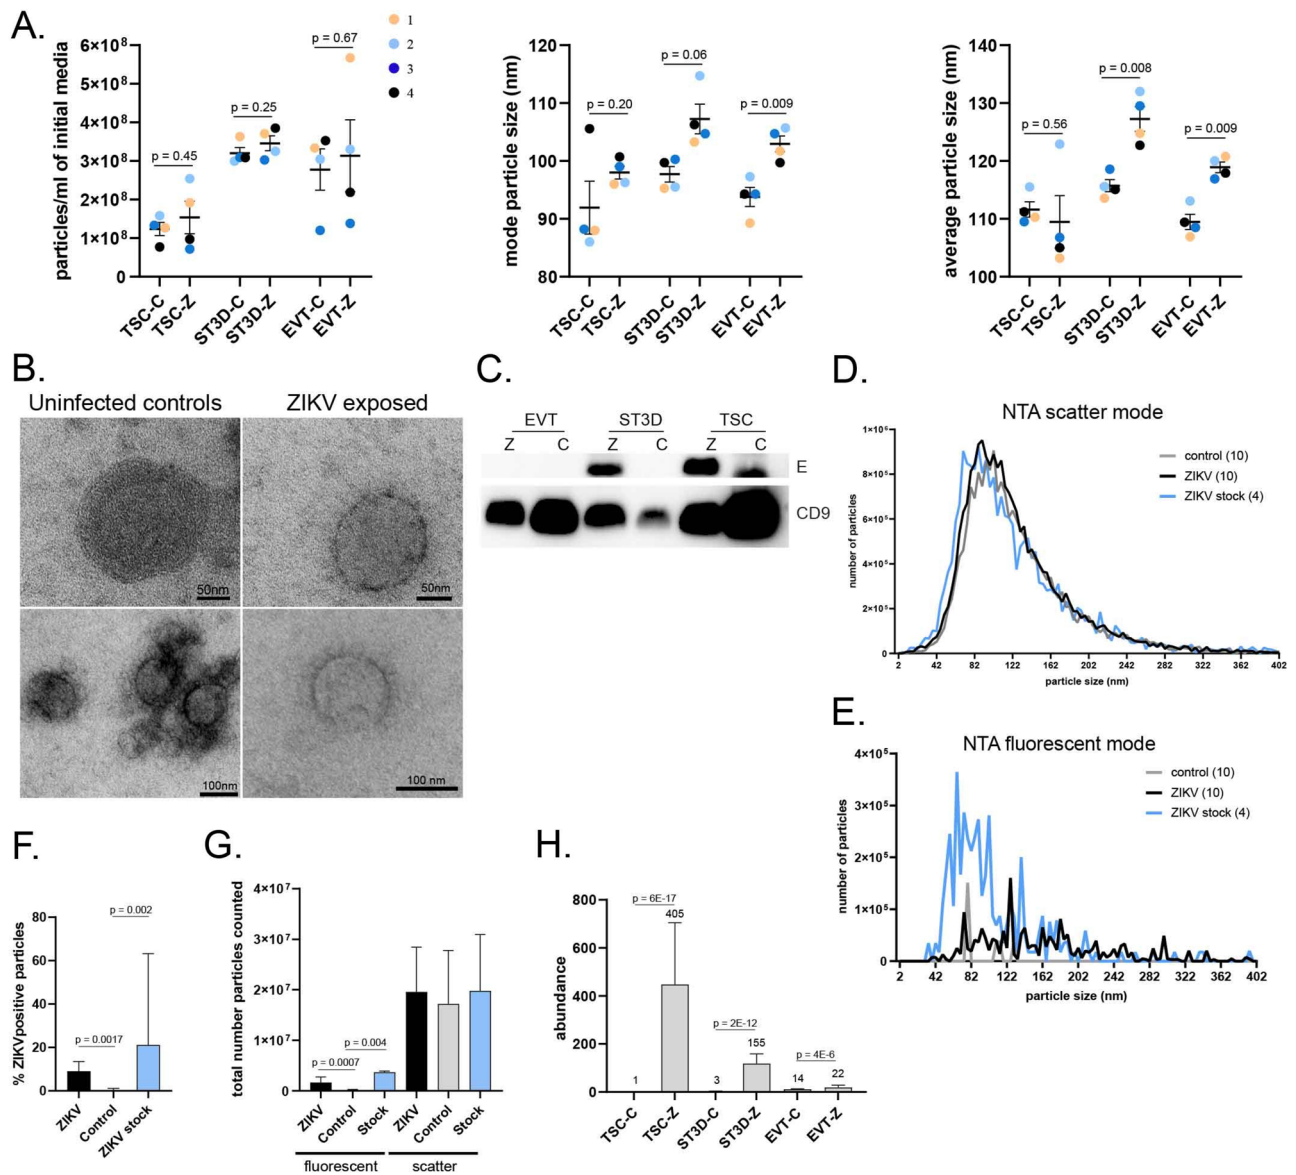 A.
1
2
3
4
particles/ml of initial media
6×10⁸
5×10⁸
4×10⁸
3×10⁸
2×10⁸
1×10⁸
0
p = 0.45
p = 0.25
p = 0.67
TSC-C
TSC-Z
ST3D-C
ST3D-Z
EVT-C
EVT-Z
mode particle size (nm)
120
110
100
90
80
p = 0.20
p = 0.06
p = 0.009
TSC-C
TSC-Z
ST3D-C
ST3D-Z
EVT-C
EVT-Z
average particle size (nm)
140
130
120
110
100
p = 0.56
p = 0.008
p = 0.009
TSC-C
TSC-Z
ST3D-C
ST3D-Z
EVT-C
EVT-Z
B.
Uninfected controls
ZIKV exposed
50nm
50nm
100nm
100 nm
C.
EVT ST3D TSC
Z C Z C Z C
E
CD9
D.
NTA scatter mode
control (10)
ZIKV (10)
ZIKV stock (4)
number of particles
1×10⁶
8×10⁵
6×10⁵
4×10⁵
2×10⁵
0
2 42 82 122 162 202 242 282 322 362 402
particle size (nm)
E.
NTA fluorescent mode
control (10)
ZIKV (10)
ZIKV stock (4)
number of particles
4×10⁵
3×10⁵
2×10⁵
1×10⁵
0
2 42 82 122 162 202 242 282 322 362 402
particle size (nm)
F.
% ZIKVpositive particles
80
60
40
20
0
p = 0.002
p = 0.0017
ZIKV
Control
ZIKV stock
G.
total number particles counted
4×10⁷
3×10⁷
2×10⁷
1×10⁷
0
p = 0.004
p = 0.0007
ZIKV
Control
Stock
ZIKV
Control
Stock
fluorescent
scatter
H.
abundance
800
600
400
200
0
p = 6E-17
405
p = 2E-12
155
p = 4E-6
1
3
14
22
TSC-C
TSC-Z
ST3D-C
ST3D-Z
EVT-C
EVT-Z